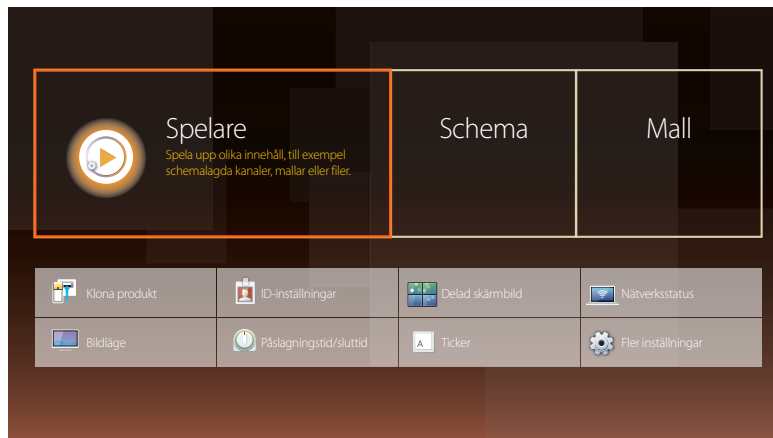 Spelare
Spela upp olika innehåll, till exempel
schemalagda kanaler, mallar eller filer.
Schema
Mall
Klona produkt
ID-inställningar
Delad skärmbild
Nätverksstatus
Bildläge
Påslagningstid/sluttid
A
Ticker
Fler inställningar